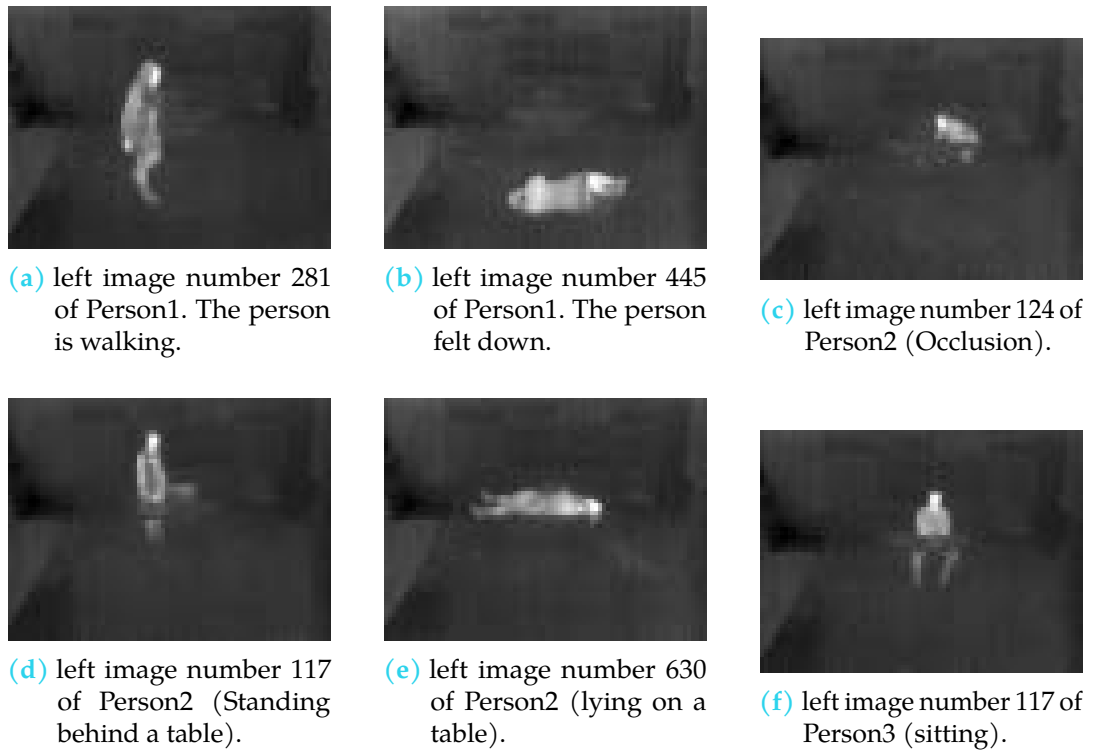 (a) left image number 281
of Person1. The person
is walking.
(b) left image number 445
of Person1. The person
felt down.
(c) left image number 124 of
Person2 (Occlusion).
(d) left image number 117
of Person2 (Standing
behind a table).
(e) left image number 630
of Person2 (lying on a
table).
(f) left image number 117 of
Person3 (sitting).